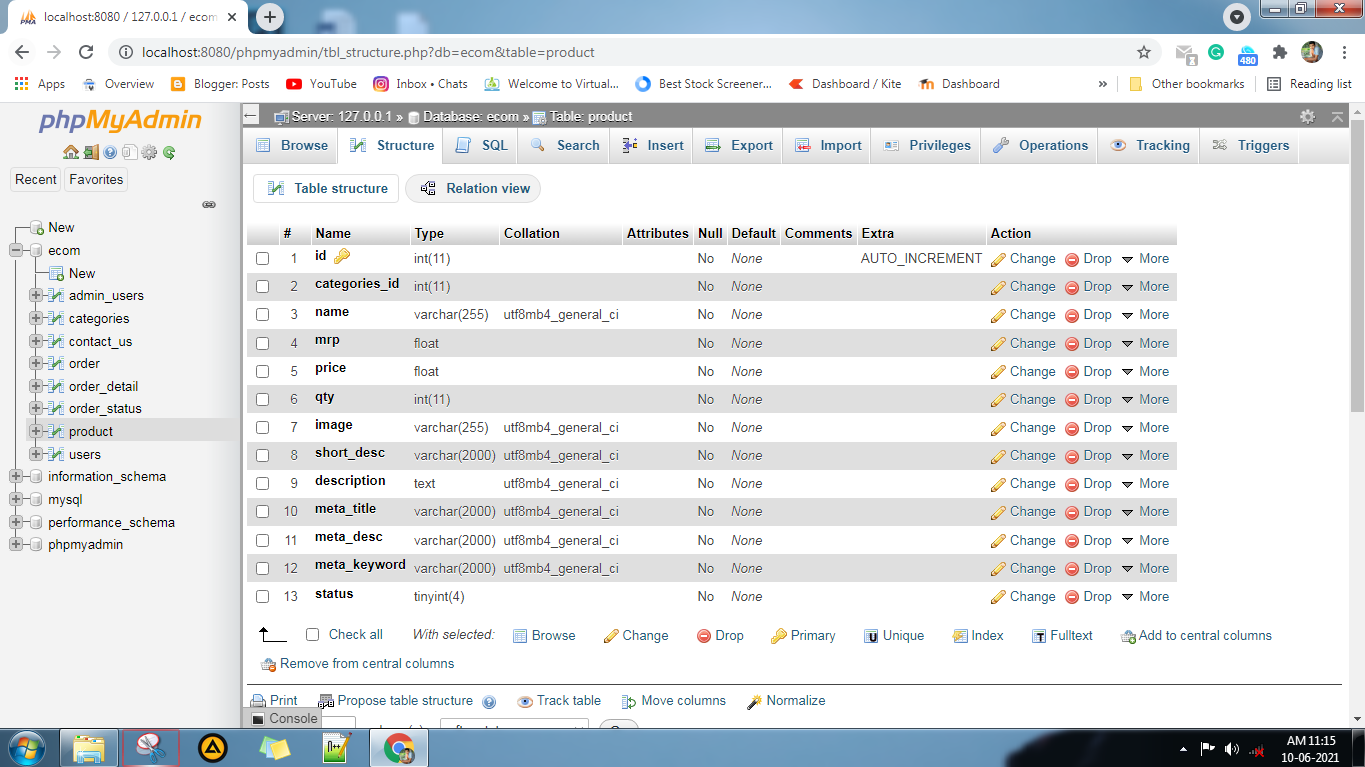 localhost:8080 / 127.0.0.1 / ecom
localhost:8080/phpmyadmin/tbl_structure.php?db=ecom&table=product
480
Apps Overview Blogger: Posts YouTube Inbox • Chats Welcome to Virtual... Best Stock Screener... Dashboard / Kite Dashboard » Other bookmarks Reading list
phpMyAdmin
Recent Favorites
New
ecom
New
admin_users
categories
contact_us
order
order_detail
order_status
product
users
information_schema
mysql
performance_schema
phpmyadmin
Server: 127.0.0.1 » Database: ecom » Table: product
Browse Structure SQL Search Insert Export Import Privileges Operations Tracking Triggers
Table structure Relation view
# Name Type Collation Attributes Null Default Comments Extra Action
1 id int(11) No None AUTO_INCREMENT Change Drop More
2 categories_id int(11) No None Change Drop More
3 name varchar(255) utf8mb4_general_ci No None Change Drop More
4 mrp float No None Change Drop More
5 price float No None Change Drop More
6 qty int(11) No None Change Drop More
7 image varchar(255) utf8mb4_general_ci No None Change Drop More
8 short_desc varchar(2000) utf8mb4_general_ci No None Change Drop More
9 description text utf8mb4_general_ci No None Change Drop More
10 meta_title varchar(2000) utf8mb4_general_ci No None Change Drop More
11 meta_desc varchar(2000) utf8mb4_general_ci No None Change Drop More
12 meta_keyword varchar(2000) utf8mb4_general_ci No None Change Drop More
13 status tinyint(4) No None Change Drop More
Check all With selected: Browse Change Drop Primary Unique Index Fulltext Add to central columns
Remove from central columns
Print Propose table structure Track table Move columns Normalize
Console
AM 11:15
10-06-2021